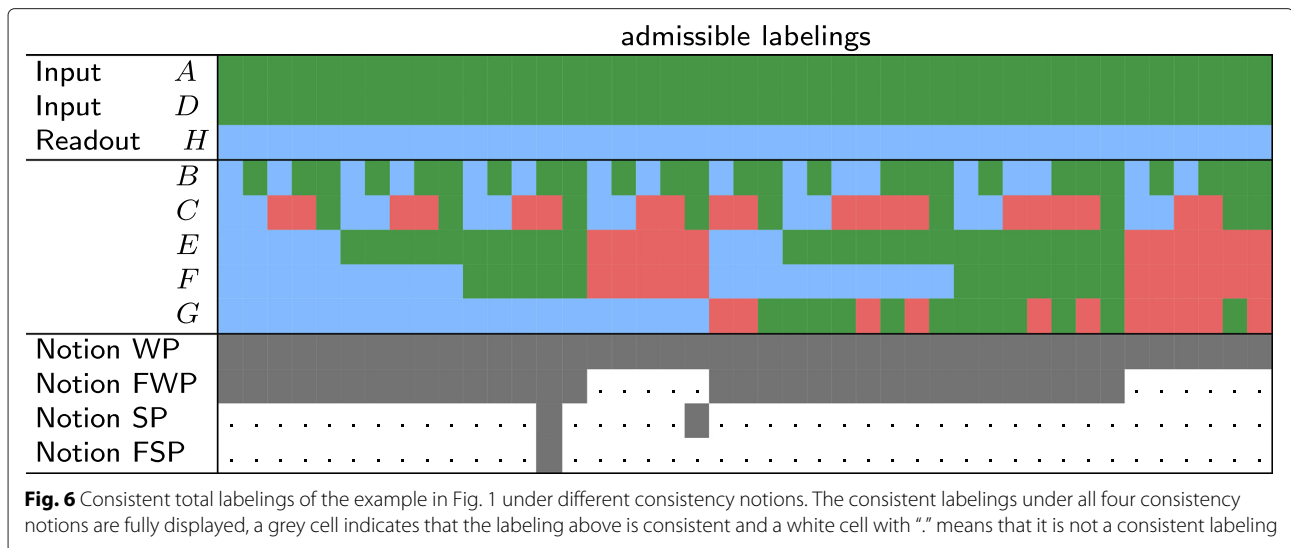 admissible labelings
Input A
Input D
Readout H
B
C
E
F
G
Notion WP
Notion FWP . . . . . . . . . . .
Notion SP . . . . . . . . . . . . . . . . . . . . . . . . . . . . . . . . . . . . . . . . .
Notion FSP . . . . . . . . . . . . . . . . . . . . . . . . . . . . . . . . . . . . . . . . . .
Fig. 6 Consistent total labelings of the example in Fig. 1 under different consistency notions. The consistent labelings under all four consistency
notions are fully displayed, a grey cell indicates that the labeling above is consistent and a white cell with “.” means that it is not a consistent labeling